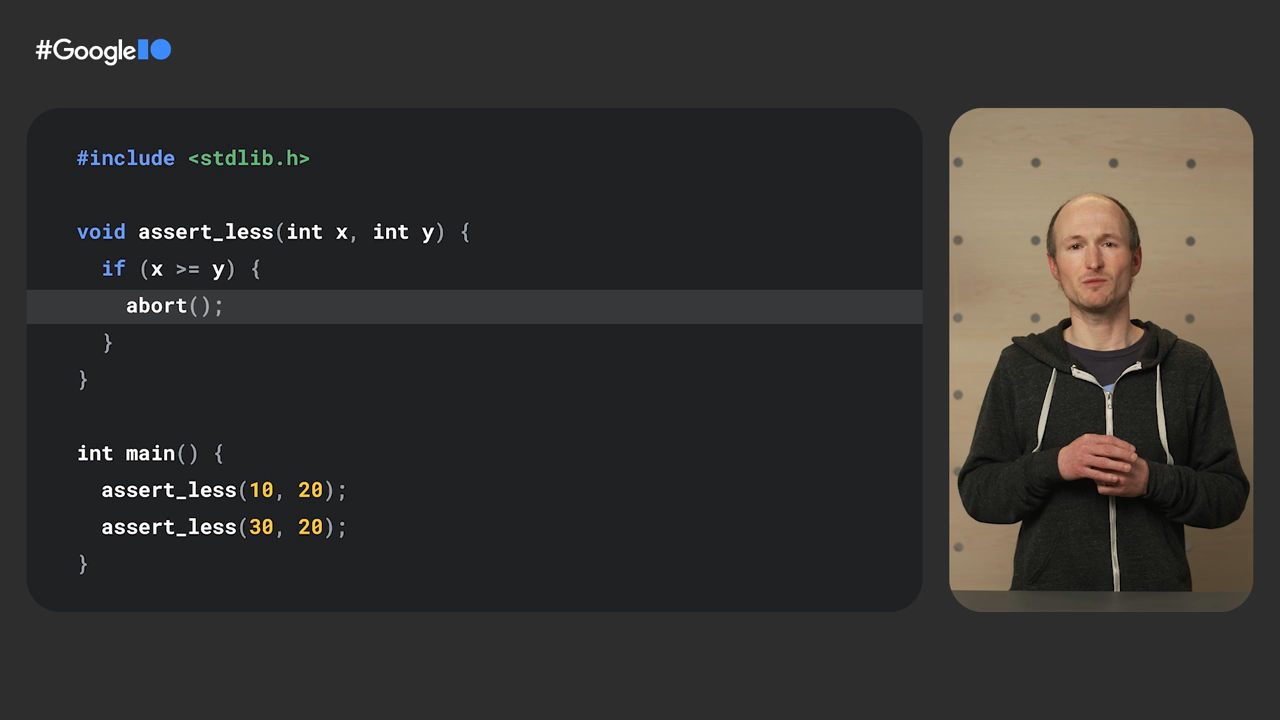 #GoogleIO
#include <stdlib.h>
void assert_less(int x, int y) {
if (x >= y) {
abort();
}
}
int main() {
assert_less(10, 20);
assert_less(30, 20);
}